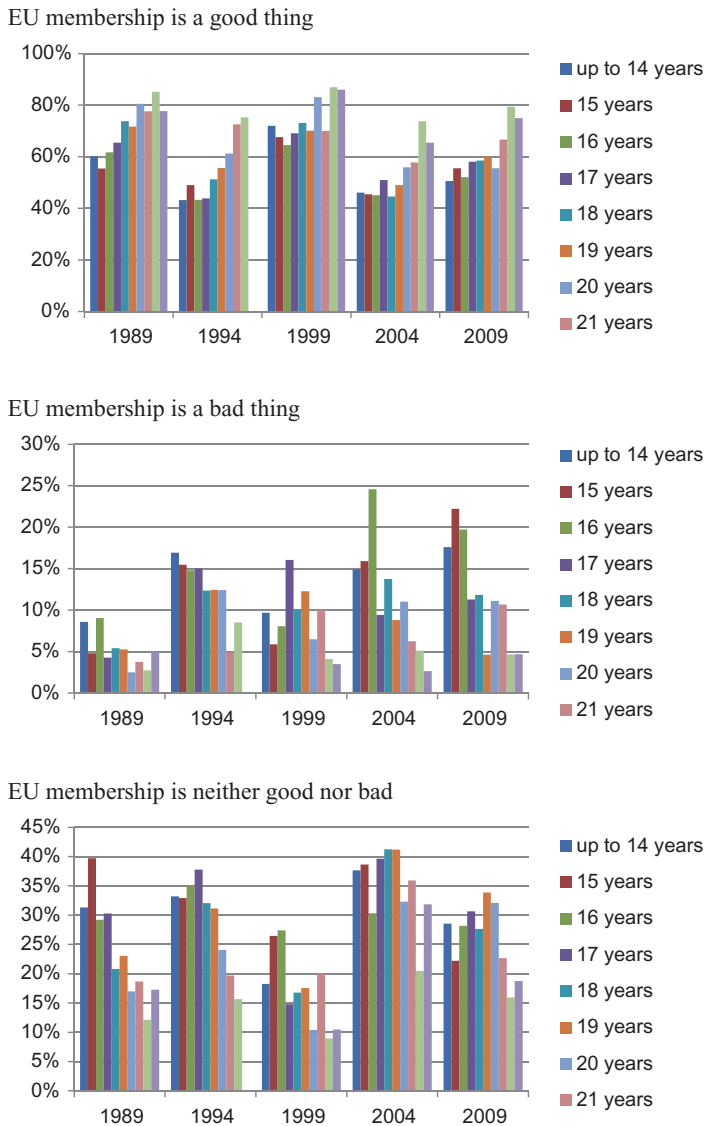 EU membership is a good thing
100%
80%
60%
40%
20%
0%
1989 1994 1999 2004 2009
up to 14 years
15 years
16 years
17 years
18 years
19 years
20 years
21 years
EU membership is a bad thing
30%
25%
20%
15%
10%
5%
0%
1989 1994 1999 2004 2009
up to 14 years
15 years
16 years
17 years
18 years
19 years
20 years
21 years
EU membership is neither good nor bad
45%
40%
35%
30%
25%
20%
15%
10%
5%
0%
1989 1994 1999 2004 2009
up to 14 years
15 years
16 years
17 years
18 years
19 years
20 years
21 years